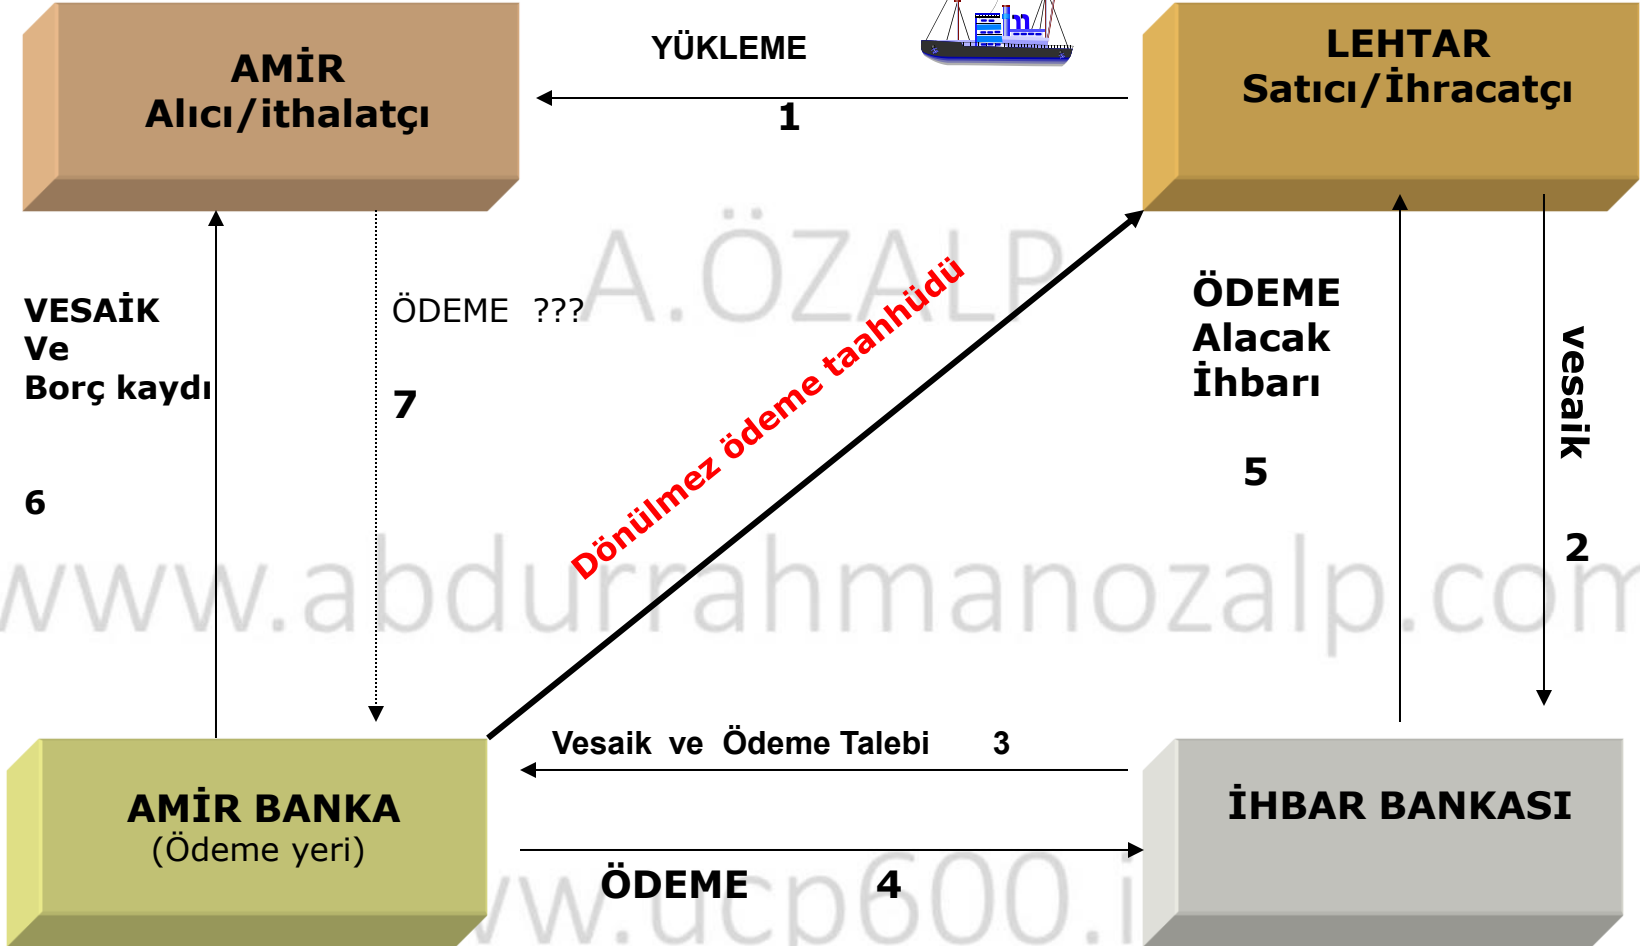 YÜKLEME
1
AMİR
Alıcı/ithalatçı
LEHTAR
Satıcı/İhracatçı
A.ÖZALP
VESAİK
Ve
Borç kaydı
6
ÖDEME ???
7
Dönülmez ödeme taahhüdü
ÖDEME
Alacak
İhbarı
5
vesaik
2
www.abdurrahmanozalp.com
Vesaik ve Ödeme Talebi 3
AMİR BANKA
(Ödeme yeri)
ÖDEME 4
İHBAR BANKASI